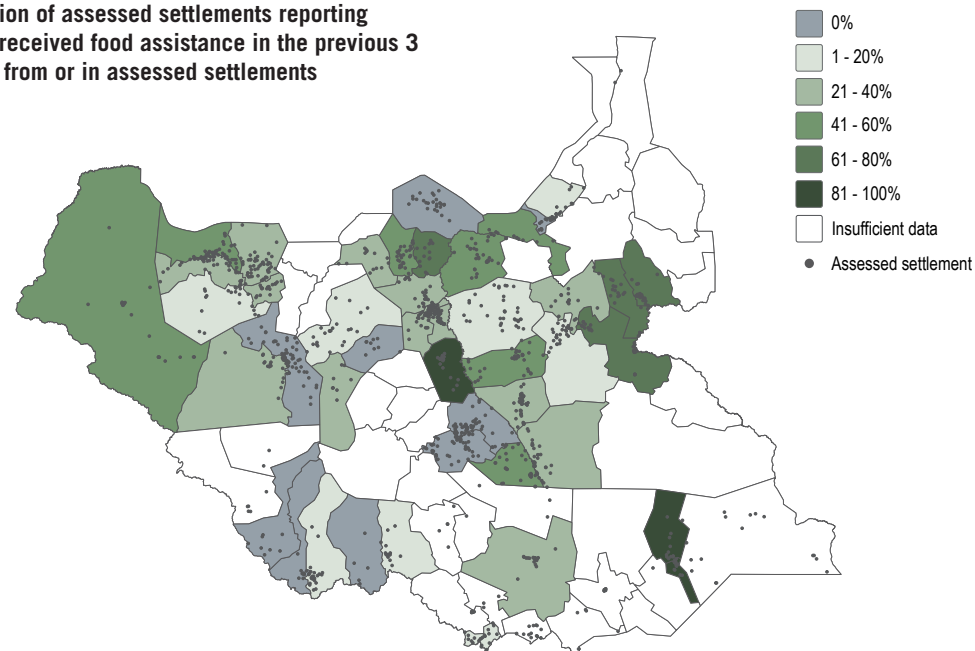 ion of assessed settlements reporting
received food assistance in the previous 3
from or in assessed settlements
0%
1 - 20%
21 - 40%
41 - 60%
61 - 80%
81 - 100%
Insufficient data
Assessed settlement